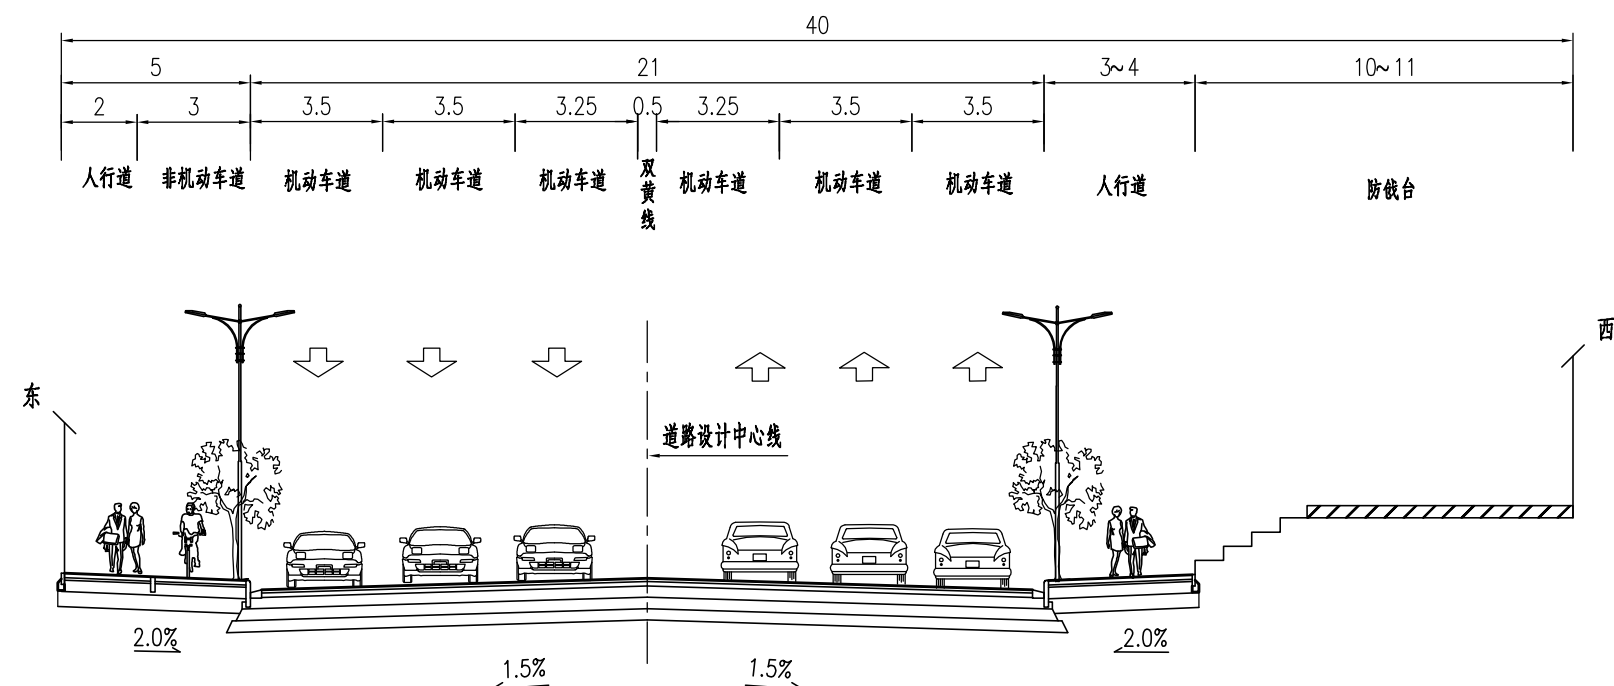 40
5 21 3~4 10~11
2 3 3.5 3.5 3.25 0.5 3.25 3.5 3.5
人行道 非机动车道 机动车道 机动车道 机动车道 双黄线 机动车道 机动车道 机动车道 人行道 防戗台
西
东
道路设计中心线
2.0% 2.0%
1.5% 1.5%